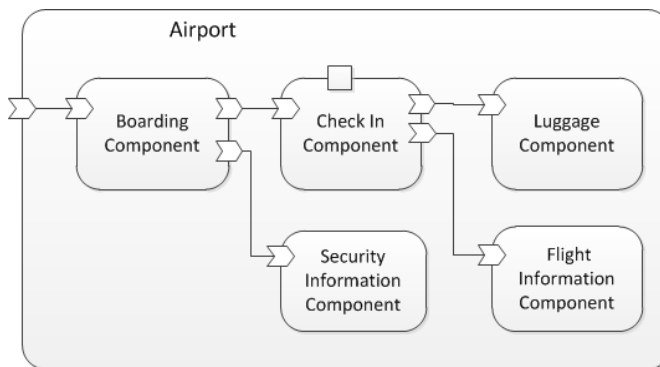 Airport
Boarding
Component
Check In
Component
Luggage
Component
Security
Information
Component
Flight
Information
Component